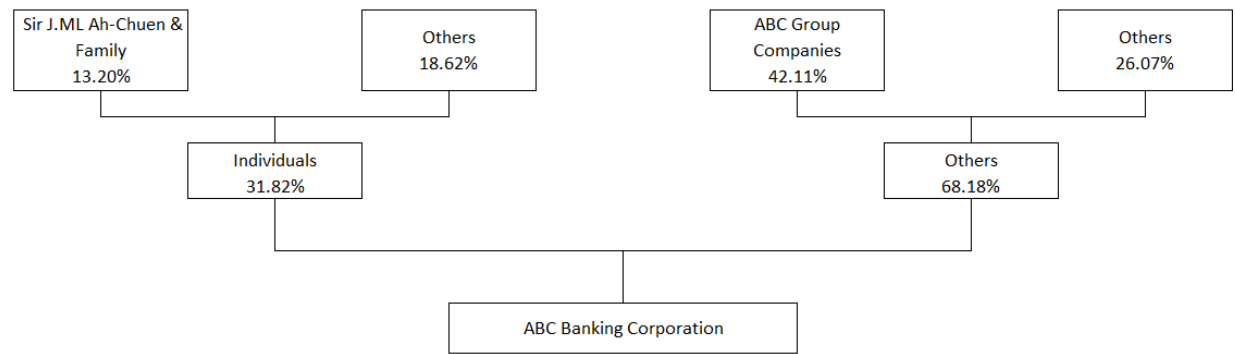 Sir J.ML Ah-Chuen &
Family
13.20%
Others
18.62%
ABC Group
Companies
42.11%
Others
26.07%
Individuals
31.82%
Others
68.18%
ABC Banking Corporation